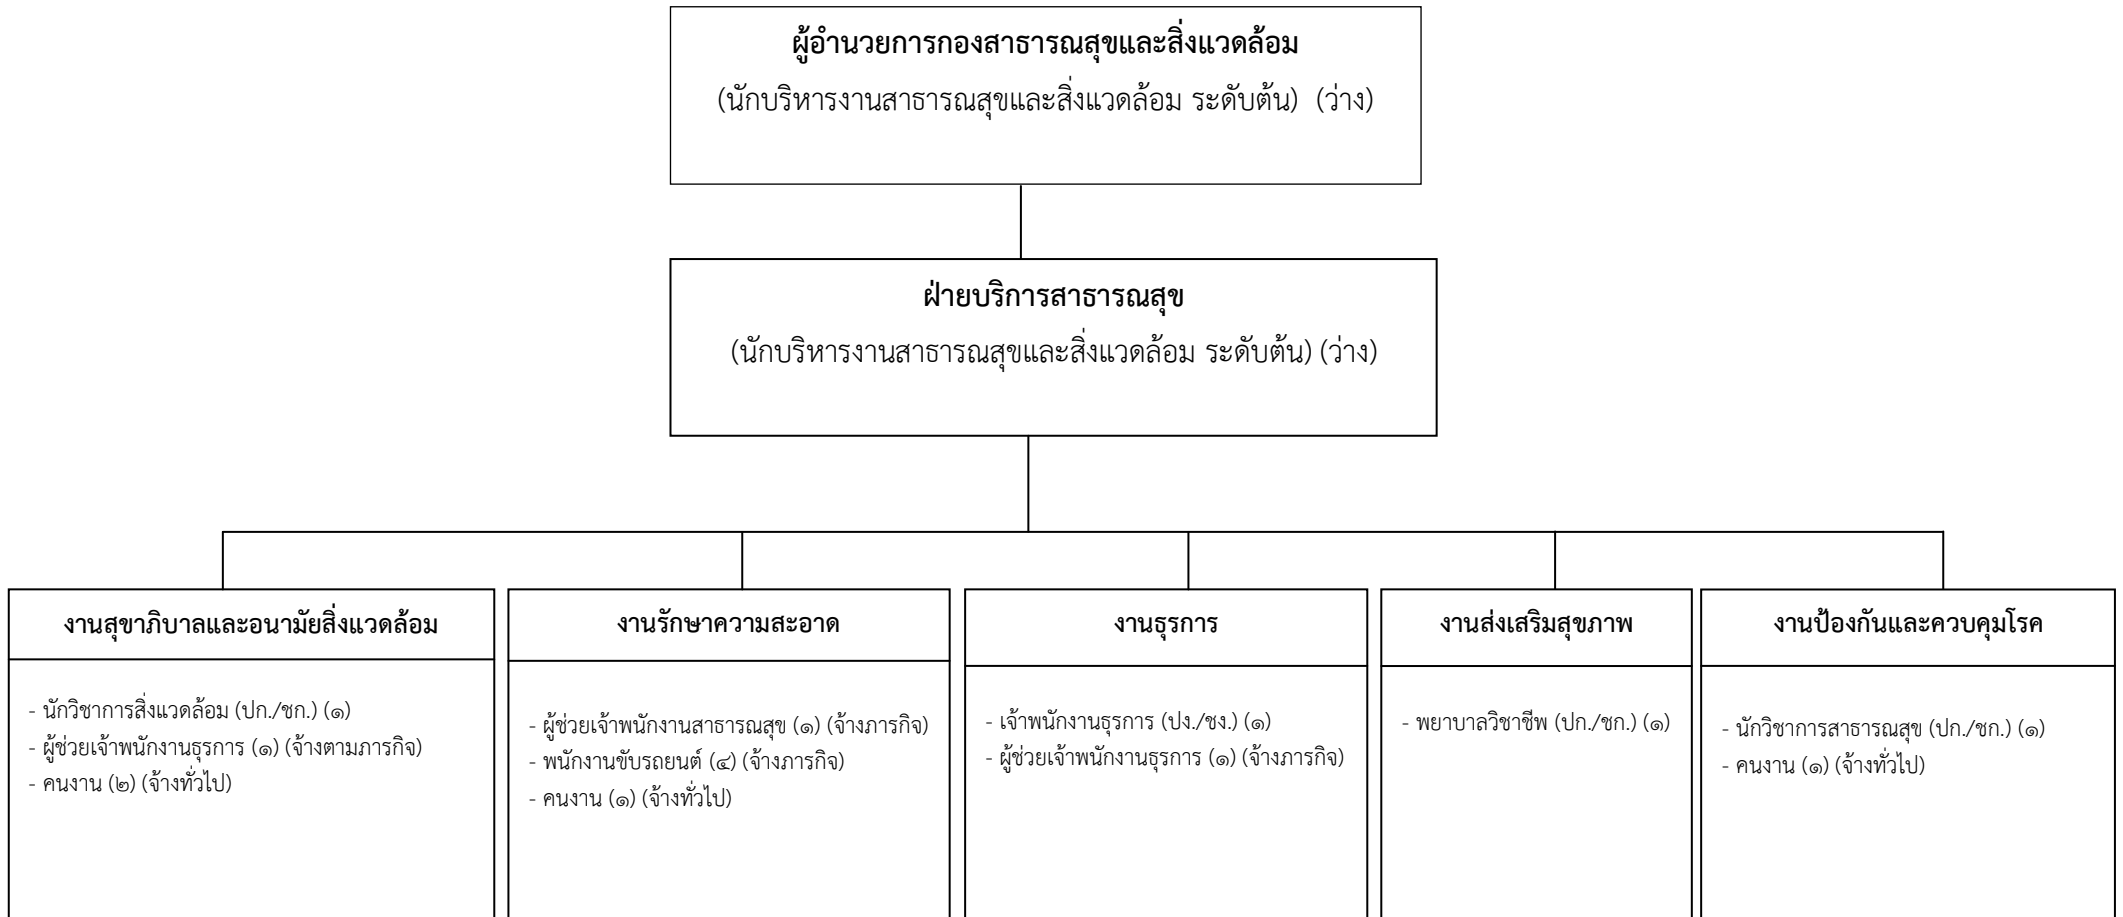 ผู้อำนวยการกองสาธารณสุขและสิ่งแวดล้อม
(นักบริหารงานสาธารณสุขและสิ่งแวดล้อม ระดับต้น) (ว่าง)
ฝ่ายบริการสาธารณสุข
(นักบริหารงานสาธารณสุขและสิ่งแวดล้อม ระดับต้น) (ว่าง)
งานสุขาภิบาลและอนามัยสิ่งแวดล้อม
- นักวิชาการสิ่งแวดล้อม (ปก./ชก.) (๑)
- ผู้ช่วยเจ้าพนักงานธุรการ (๑) (จ้างตามภารกิจ)
- คนงาน (๒) (จ้างทั่วไป)
งานรักษาความสะอาด
- ผู้ช่วยเจ้าพนักงานสาธารณสุข (๑) (จ้างภารกิจ)
- พนักงานขับรถยนต์ (๔) (จ้างภารกิจ)
- คนงาน (๑) (จ้างทั่วไป)
งานธุรการ
- เจ้าพนักงานธุรการ (ปง./ชง.) (๑)
- ผู้ช่วยเจ้าพนักงานธุรการ (๑) (จ้างภารกิจ)
งานส่งเสริมสุขภาพ
- พยาบาลวิชาชีพ (ปก./ชก.) (๑)
งานป้องกันและควบคุมโรค
- นักวิชาการสาธารณสุข (ปก./ชก.) (๑)
- คนงาน (๑) (จ้างทั่วไป)